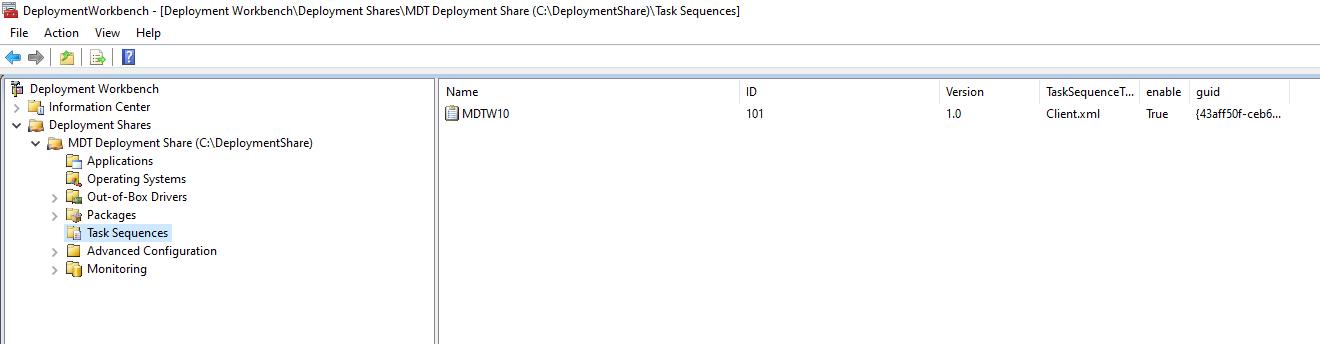 DeploymentWorkbench - [Deployment Workbench\Deployment Shares\MDT Deployment Share (C:\DeploymentShare)\Task Sequences]
File Action View Help
Deployment Workbench
Information Center
Deployment Shares
MDT Deployment Share (C:\DeploymentShare)
Applications
Operating Systems
Out-of-Box Drivers
Packages
Task Sequences
Advanced Configuration
Monitoring
Name ID Version TaskSequenceT... enable guid
MDTW10 101 1.0 Client.xml True {43aff50f-ceb6...